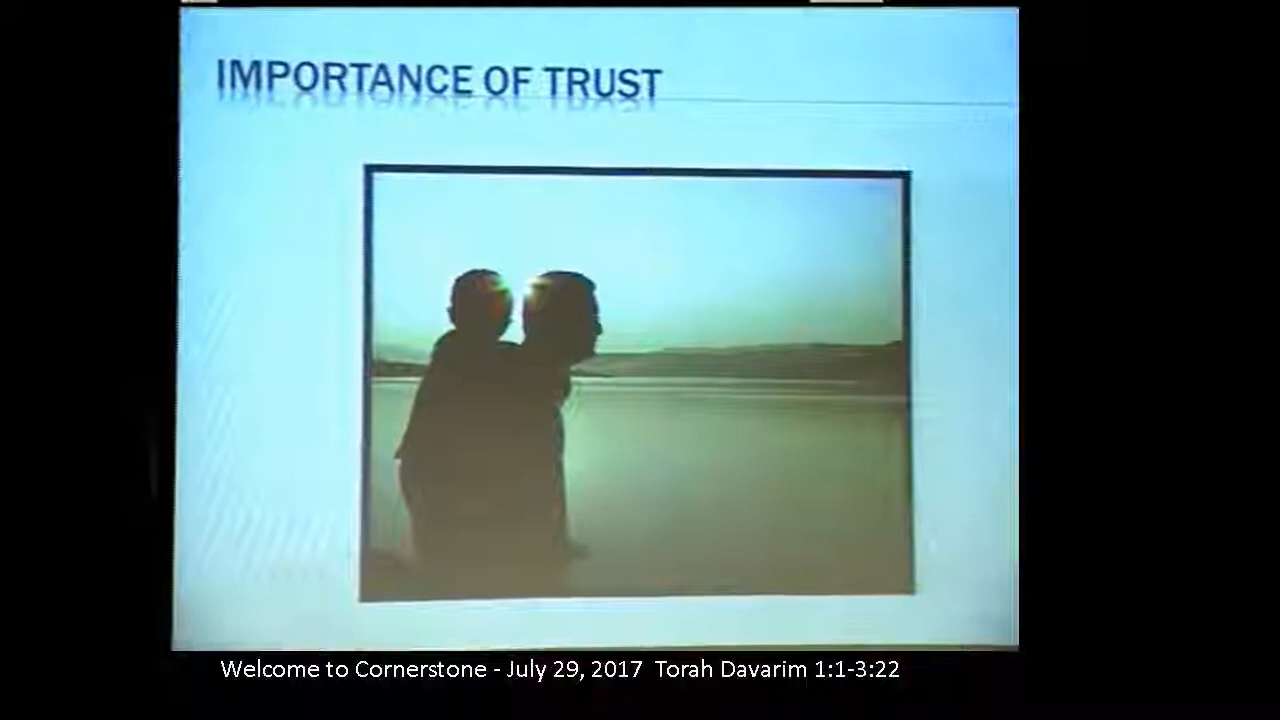 IMPORTANCE OF TRUST
Welcome to Cornerstone - July 29, 2017  Torah Davarim 1:1-3:22